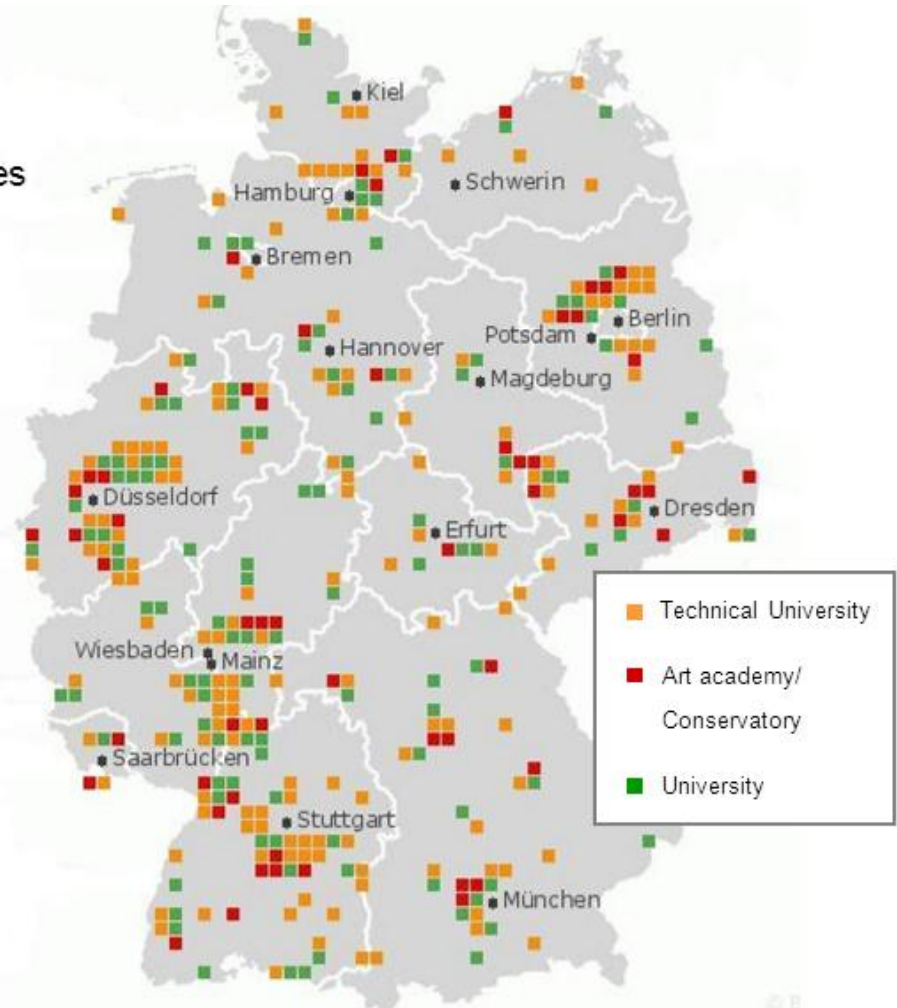 es
Kiel
Schwerin
Hamburg
Bremen
Berlin
Potsdam
Hannover
Magdeburg
Düsseldorf
Dresden
Erfurt
Technical University
Wiesbaden
Mainz
Art academy/
Conservatory
Saarbrücken
University
Stuttgart
München